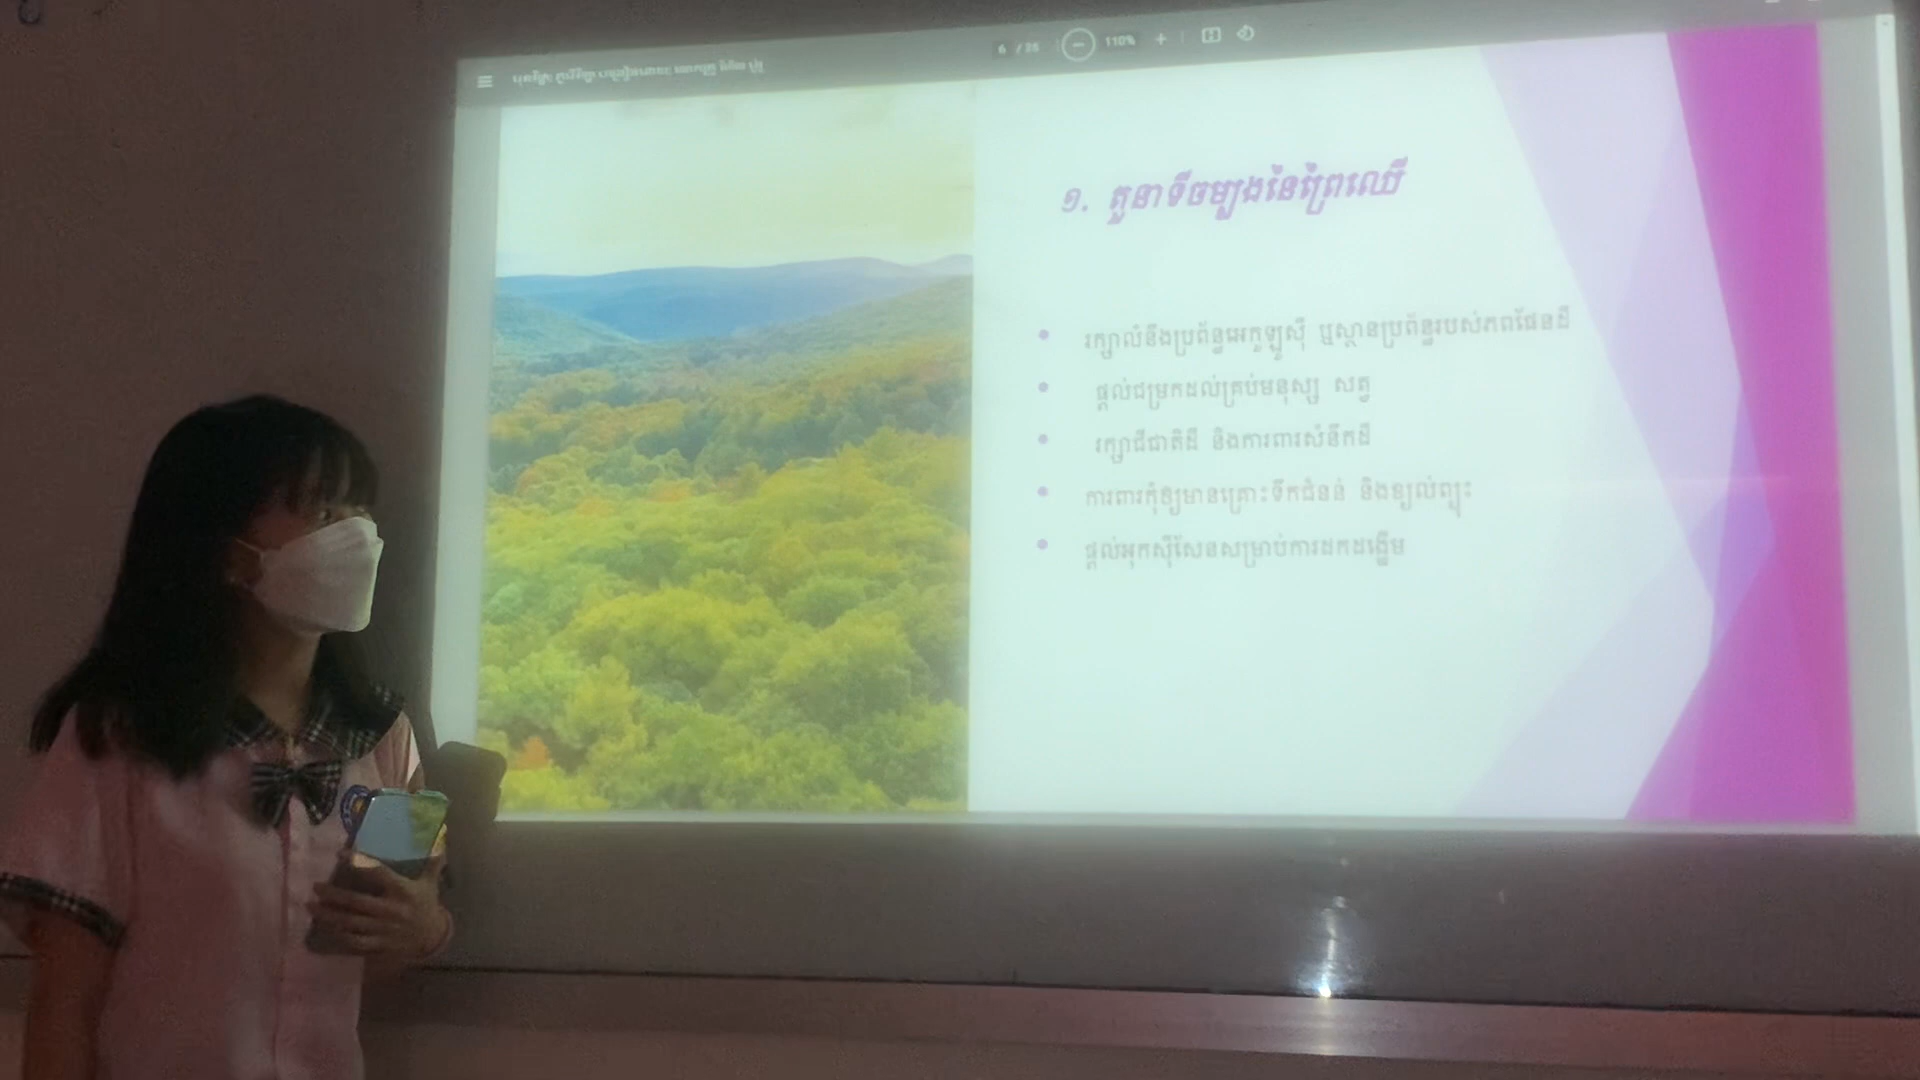 6 / 26
110%
១. តួនាទីចម្បងនៃព្រៃឈើ
រក្សាលំនឹងប្រព័ន្ធអេកូឡូស៊ី ឬស្ថានប្រព័ន្ធរបស់ភពផែនដី
ផ្តល់ជម្រកដល់គ្រប់មនុស្ស សត្វ
រក្សាជីជាតិដី និងការពារសំនឹកដី
ការពារកុំឲ្យមានគ្រោះទឹកជំនន់ និងខ្យល់ព្យុះ
ផ្តល់អុកស៊ីសែនសម្រាប់ការដកដង្ហើម